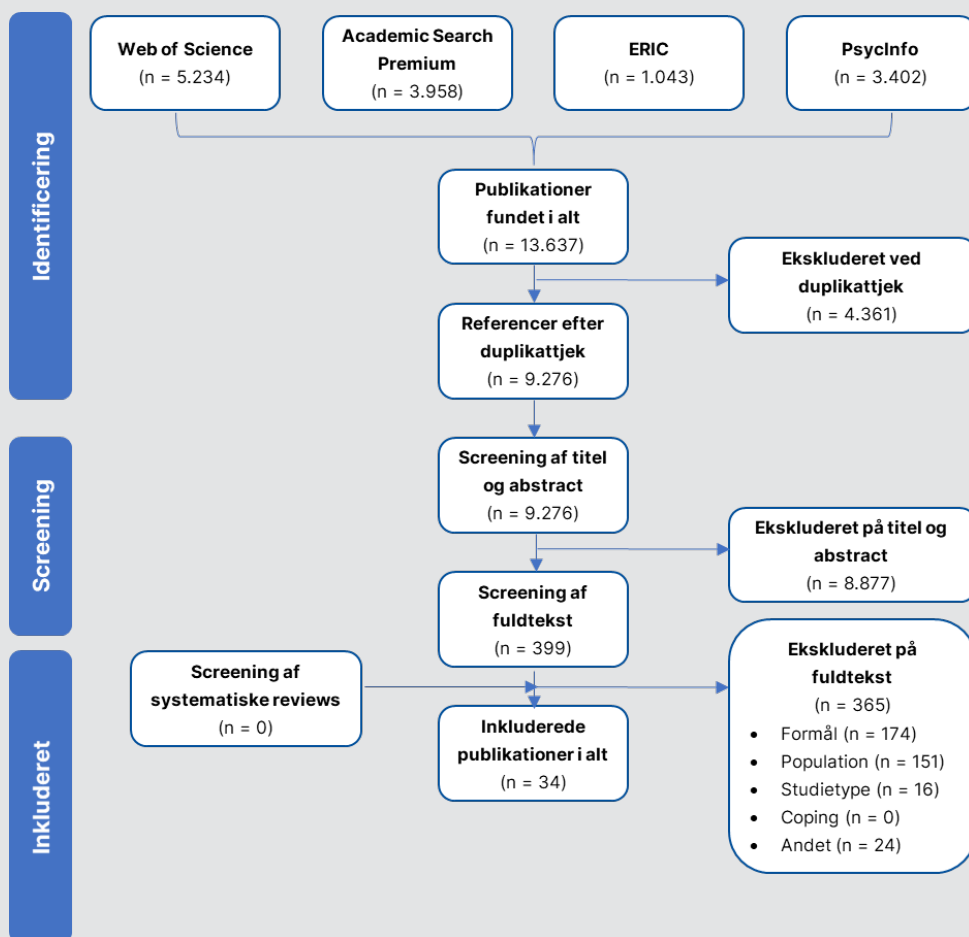 Identificering
Web of Science
(n = 5.234)
Academic Search
Premium
(n = 3.958)
ERIC
(n = 1.043)
PsycInfo
(n = 3.402)
Publikationer
fundet i alt
(n = 13.637)
Ekskluderet ved
duplikattjek
(n = 4.361)
Referencer efter
duplikattjek
(n = 9.276)
Screening
Screening af titel
og abstract
(n = 9.276)
Ekskluderet på titel og
abstract
(n = 8.877)
Screening af
fuldtekst
(n = 399)
Inkluderet
Screening af
systematiske reviews
(n = 0)
Ekskluderet på
fuldtekst
(n = 365)
• Formål (n = 174)
• Population (n = 151)
• Studietype (n = 16)
• Coping (n = 0)
• Andet (n = 24)
Inkluderede
publikationer i alt
(n = 34)